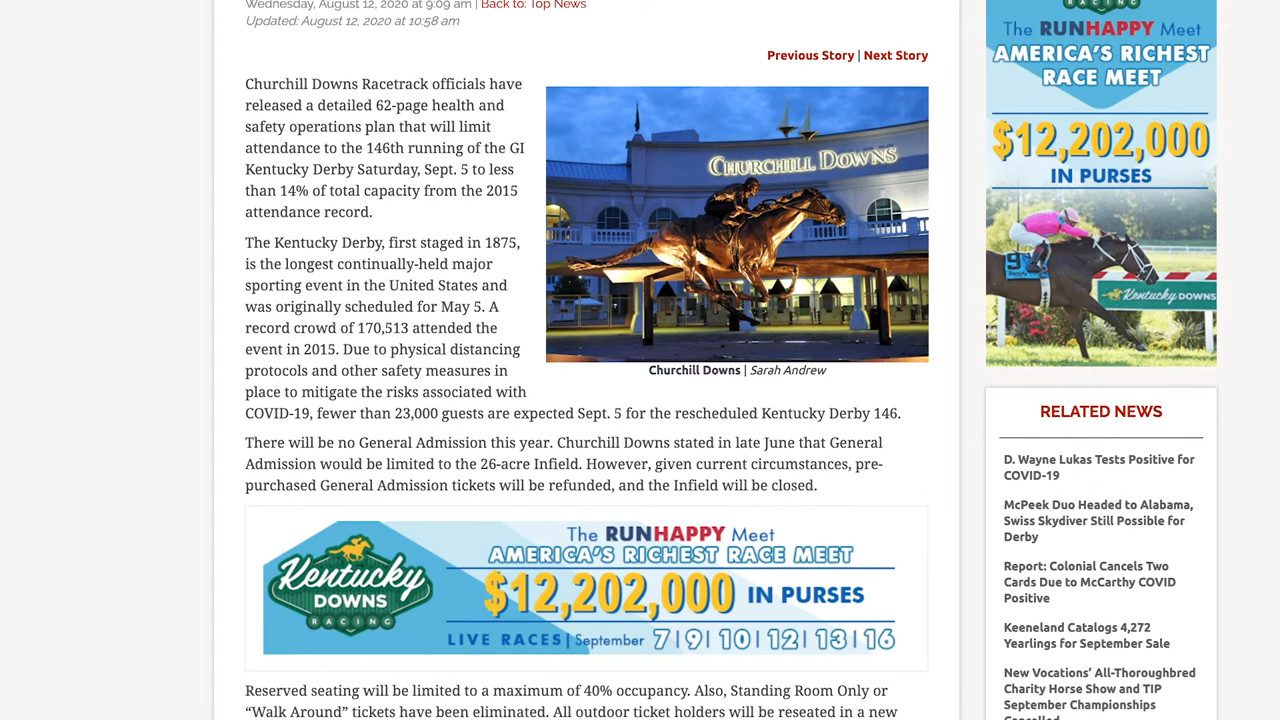 Wednesday, August 12, 2020 at 9:09 am | Back to: Top News
Updated: August 12, 2020 at 10:58 am
Previous Story | Next Story
Churchill Downs Racetrack officials have
released a detailed 62-page health and
safety operations plan that will limit
attendance to the 146th running of the GI
Kentucky Derby Saturday, Sept. 5 to less
than 14% of total capacity from the 2015
attendance record.
The Kentucky Derby, first staged in 1875,
is the longest continually-held major
sporting event in the United States and
was originally scheduled for May 5. A
record crowd of 170,513 attended the
event in 2015. Due to physical distancing
protocols and other safety measures in
place to mitigate the risks associated with
COVID-19, fewer than 23,000 guests are expected Sept. 5 for the rescheduled Kentucky Derby 146.
CHURCHILL DOWNS
Churchill Downs | Sarah Andrew
There will be no General Admission this year. Churchill Downs stated in late June that General
Admission would be limited to the 26-acre Infield. However, given current circumstances, pre-
purchased General Admission tickets will be refunded, and the Infield will be closed.
Kentucky
DOWNS
RACING
The RUNHAPPY Meet
AMERICA'S RICHEST RACE MEET
$12,202,000 IN PURSES
LIVE RACES | September 7 | 9 | 10 | 12 | 13 | 16
Reserved seating will be limited to a maximum of 40% occupancy. Also, Standing Room Only or
“Walk Around” tickets have been eliminated. All outdoor ticket holders will be reseated in a new
RACING
The RUNHAPPY Meet
AMERICA'S RICHEST
RACE MEET
$12,202,000
IN PURSES
9
Kentucky DOWNS
RELATED NEWS
D. Wayne Lukas Tests Positive for
COVID-19
McPeek Duo Headed to Alabama,
Swiss Skydiver Still Possible for
Derby
Report: Colonial Cancels Two
Cards Due to McCarthy COVID
Positive
Keeneland Catalogs 4,272
Yearlings for September Sale
New Vocations’ All-Thoroughbred
Charity Horse Show and TIP
September Championships
Cancelled